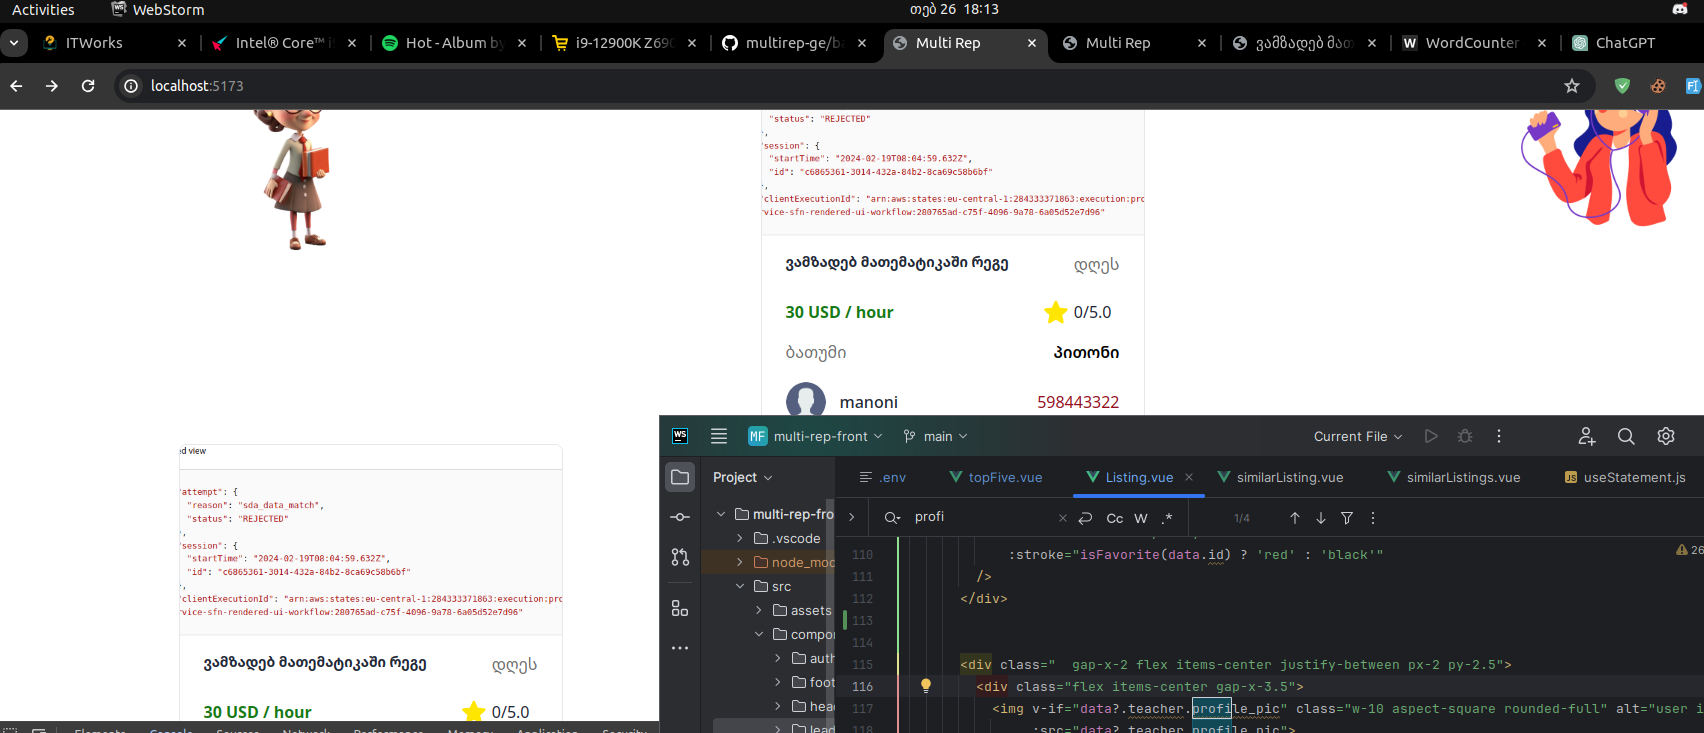 Activities WebStorm თებ 26 18:13
ITWorks Intel® Core™ Hot - Album by i9-12900K Z690 multirep-ge/ba Multi Rep Multi Rep ვამზადებ მათ WordCounter ChatGPT
localhost:5173
"status": "REJECTED"
},
session": {
"startTime": "2024-02-19T08:04:59.632Z",
"id": "c6865361-3014-432a-84b2-8ca69c58b6bf"
},
clientExecutionId": "arn:aws:states:eu-central-1:284333371863:execution:pro
rvice-sfn-rendered-ui-workflow:280765ad-c75f-4096-9a78-6a05d52e7d96"
ვამზადებ მათემატიკაში რეგე დღეს
30 USD / hour 0/5.0
ბათუმი პითონი
manoni 598443322
ed view
attempt": {
"reason": "sda_data_match",
"status": "REJECTED"
},
session": {
"startTime": "2024-02-19T08:04:59.632Z",
"id": "c6865361-3014-432a-84b2-8ca69c58b6bf"
},
clientExecutionId": "arn:aws:states:eu-central-1:284333371863:execution:pro
rvice-sfn-rendered-ui-workflow:280765ad-c75f-4096-9a78-6a05d52e7d96"
ვამზადებ მათემატიკაში რეგე დღეს
30 USD / hour 0/5.0
Elements Console Sources Network Performance Memory Application Security
WS MF multi-rep-front main Current File
Project .env topFive.vue Listing.vue similarListing.vue similarListings.vue useStatement.js
profi Cc W .* 1/4
multi-rep-fro
.vscode
node_mod
src
assets
compor
auth
foot
head
lead
110 :stroke="isFavorite(data.id) ? 'red' : 'black'" 26
111 />
112 </div>
113
114
115 <div class="  gap-x-2 flex items-center justify-between px-2 py-2.5">
116 <div class="flex items-center gap-x-3.5">
117 <img v-if="data?.teacher.profile_pic" class="w-10 aspect-square rounded-full" alt="user i
118 :src="data?.teacher.profile_pic">